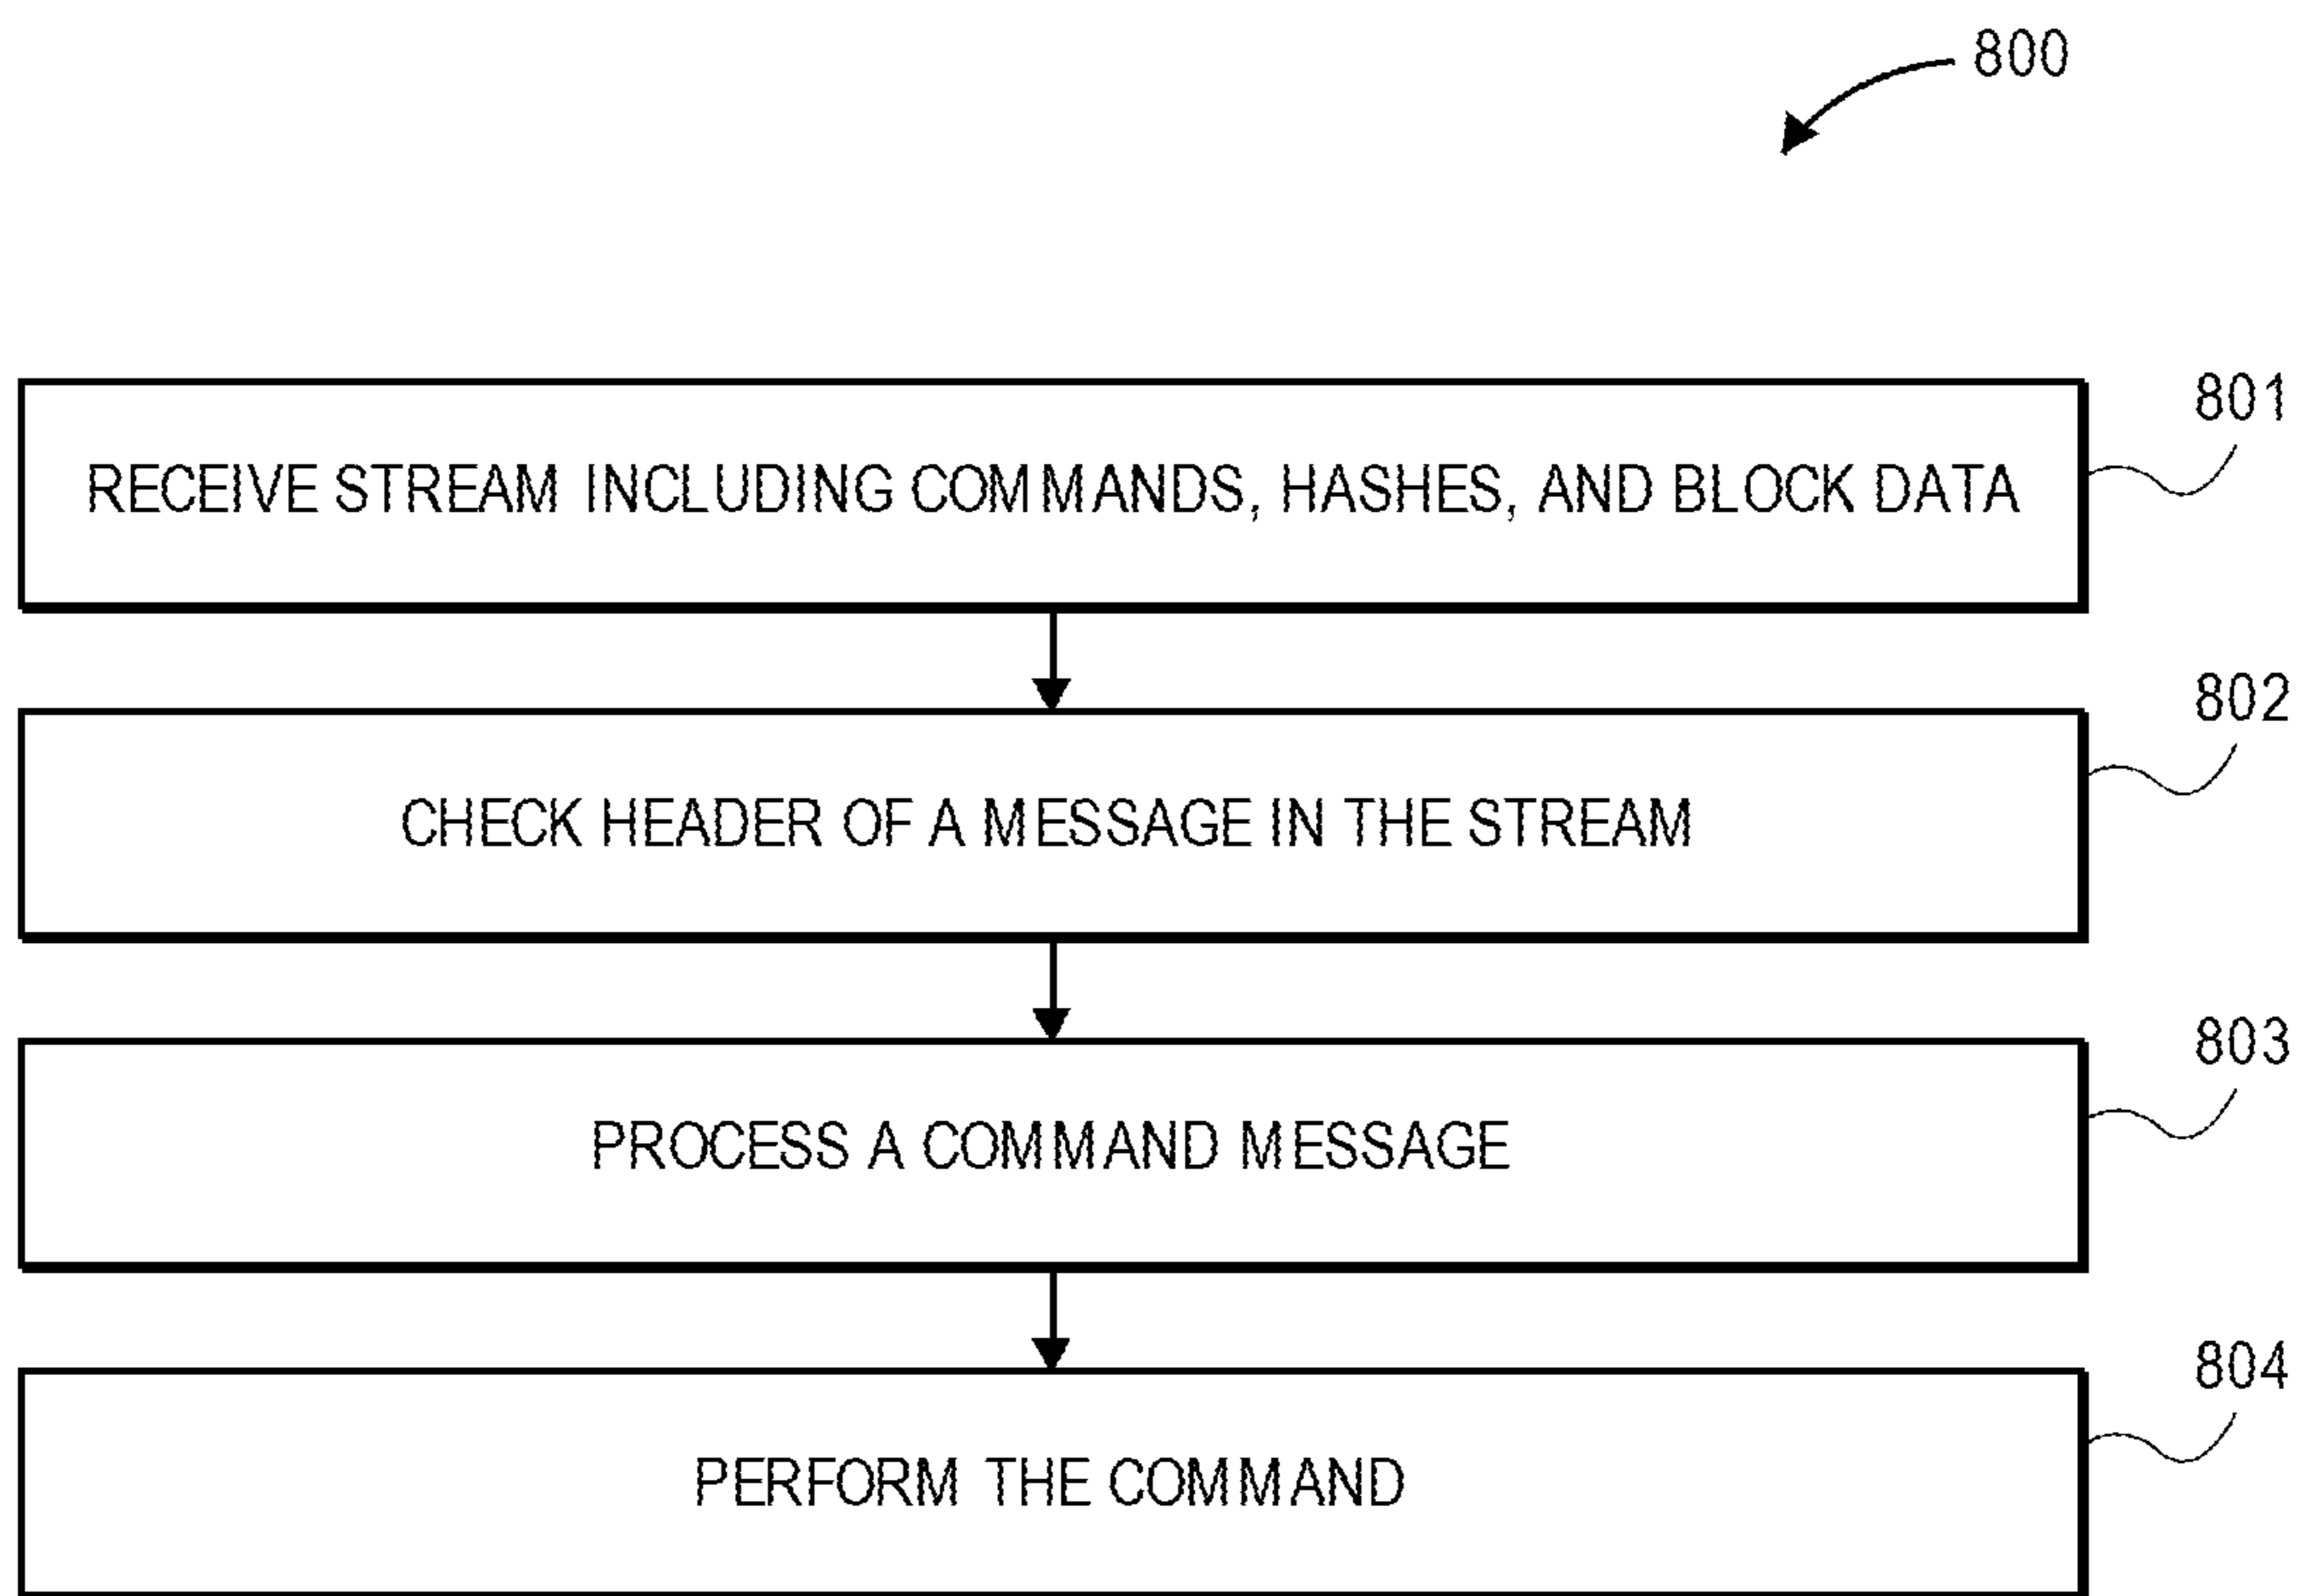 800
801
RECEIVE STREAM INCLUDING COMMANDS, HASHES, AND BLOCK DATA
802
CHECK HEADER OF A MESSAGE IN THE STREAM
803
PROCESS A COMMAND MESSAGE
804
PERFORM THE COMMAND